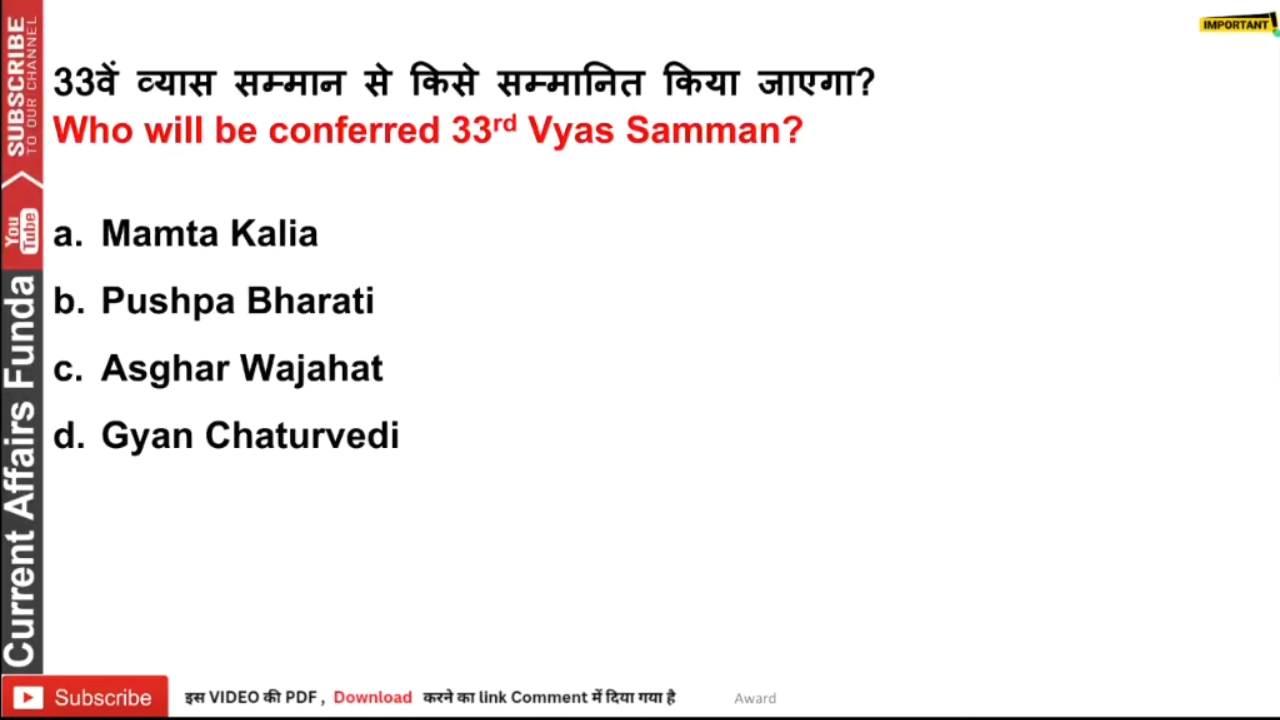 IMPORTANT!
33वें व्यास सम्मान से किसे सम्मानित किया जाएगा?
Who will be conferred 33rd Vyas Samman?
a. Mamta Kalia
b. Pushpa Bharati
c. Asghar Wajahat
d. Gyan Chaturvedi
SUBSCRIBE
TO OUR CHANNEL
You
Tube
Current Affairs Funda
Subscribe
इस VIDEO की PDF , Download करने का link Comment में दिया गया है
Award